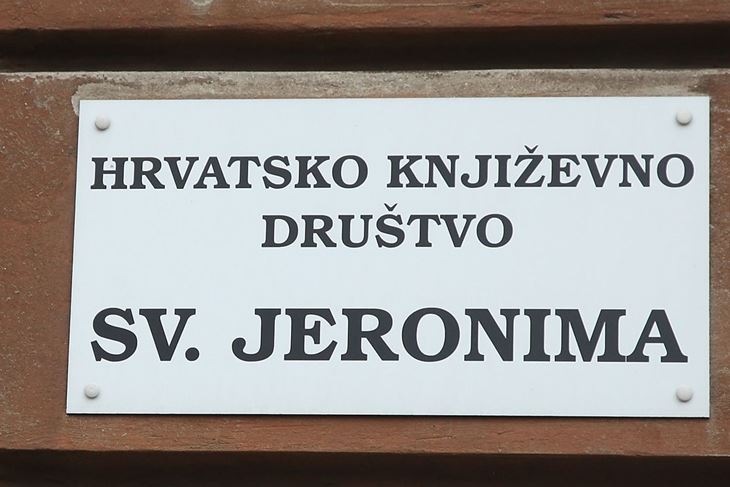 HRVATSKO KNJIŽEVNO
DRUŠTVO
SV. JERONIMA